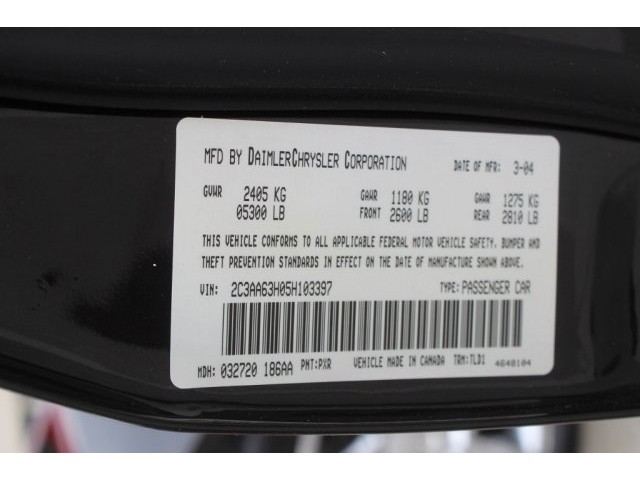 MFD BY DAIMLERCHRYSLER CORPORATION DATE OF MFR: 3-04
GVWR 2405 KG GAWR 1180 KG GAWR 1275 KG
05300 LB FRONT 2600 LB REAR 2810 LB
THIS VEHICLE CONFORMS TO ALL APPLICABLE FEDERAL MOTOR VEHICLE SAFETY, BUMPER AND
THEFT PREVENTION STANDARDS IN EFFECT ON THE DATE OF MANUFACTURE SHOWN ABOVE.
VIN: 2C3AA63H05H103397 TYPE: PASSENGER CAR
MDH: 032720 186AA PNT: PXR VEHICLE MADE IN CANADA TRM: TLD1 4648104